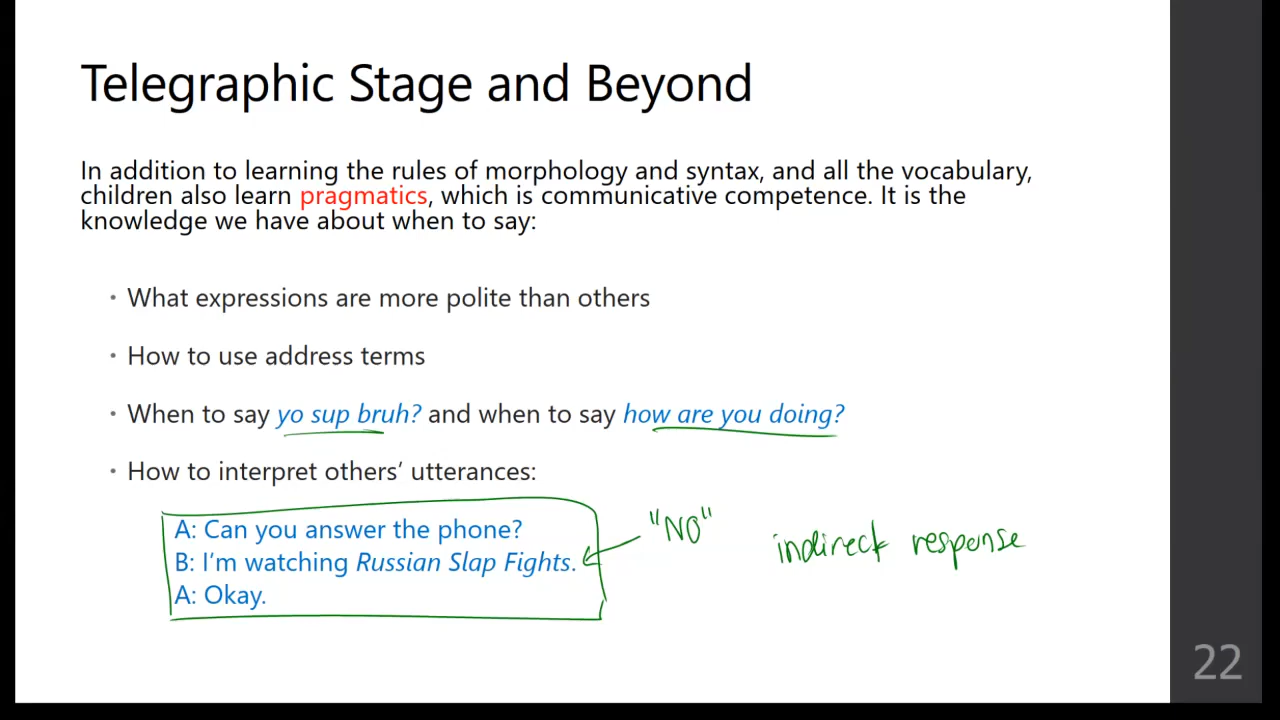 Telegraphic Stage and Beyond
In addition to learning the rules of morphology and syntax, and all the vocabulary,
children also learn pragmatics, which is communicative competence. It is the
knowledge we have about when to say:
• What expressions are more polite than others
• How to use address terms
• When to say yo sup bruh? and when to say how are you doing?
• How to interpret others' utterances:
A: Can you answer the phone?
B: I'm watching Russian Slap Fights.
A: Okay.
"NO"
indirect response
22